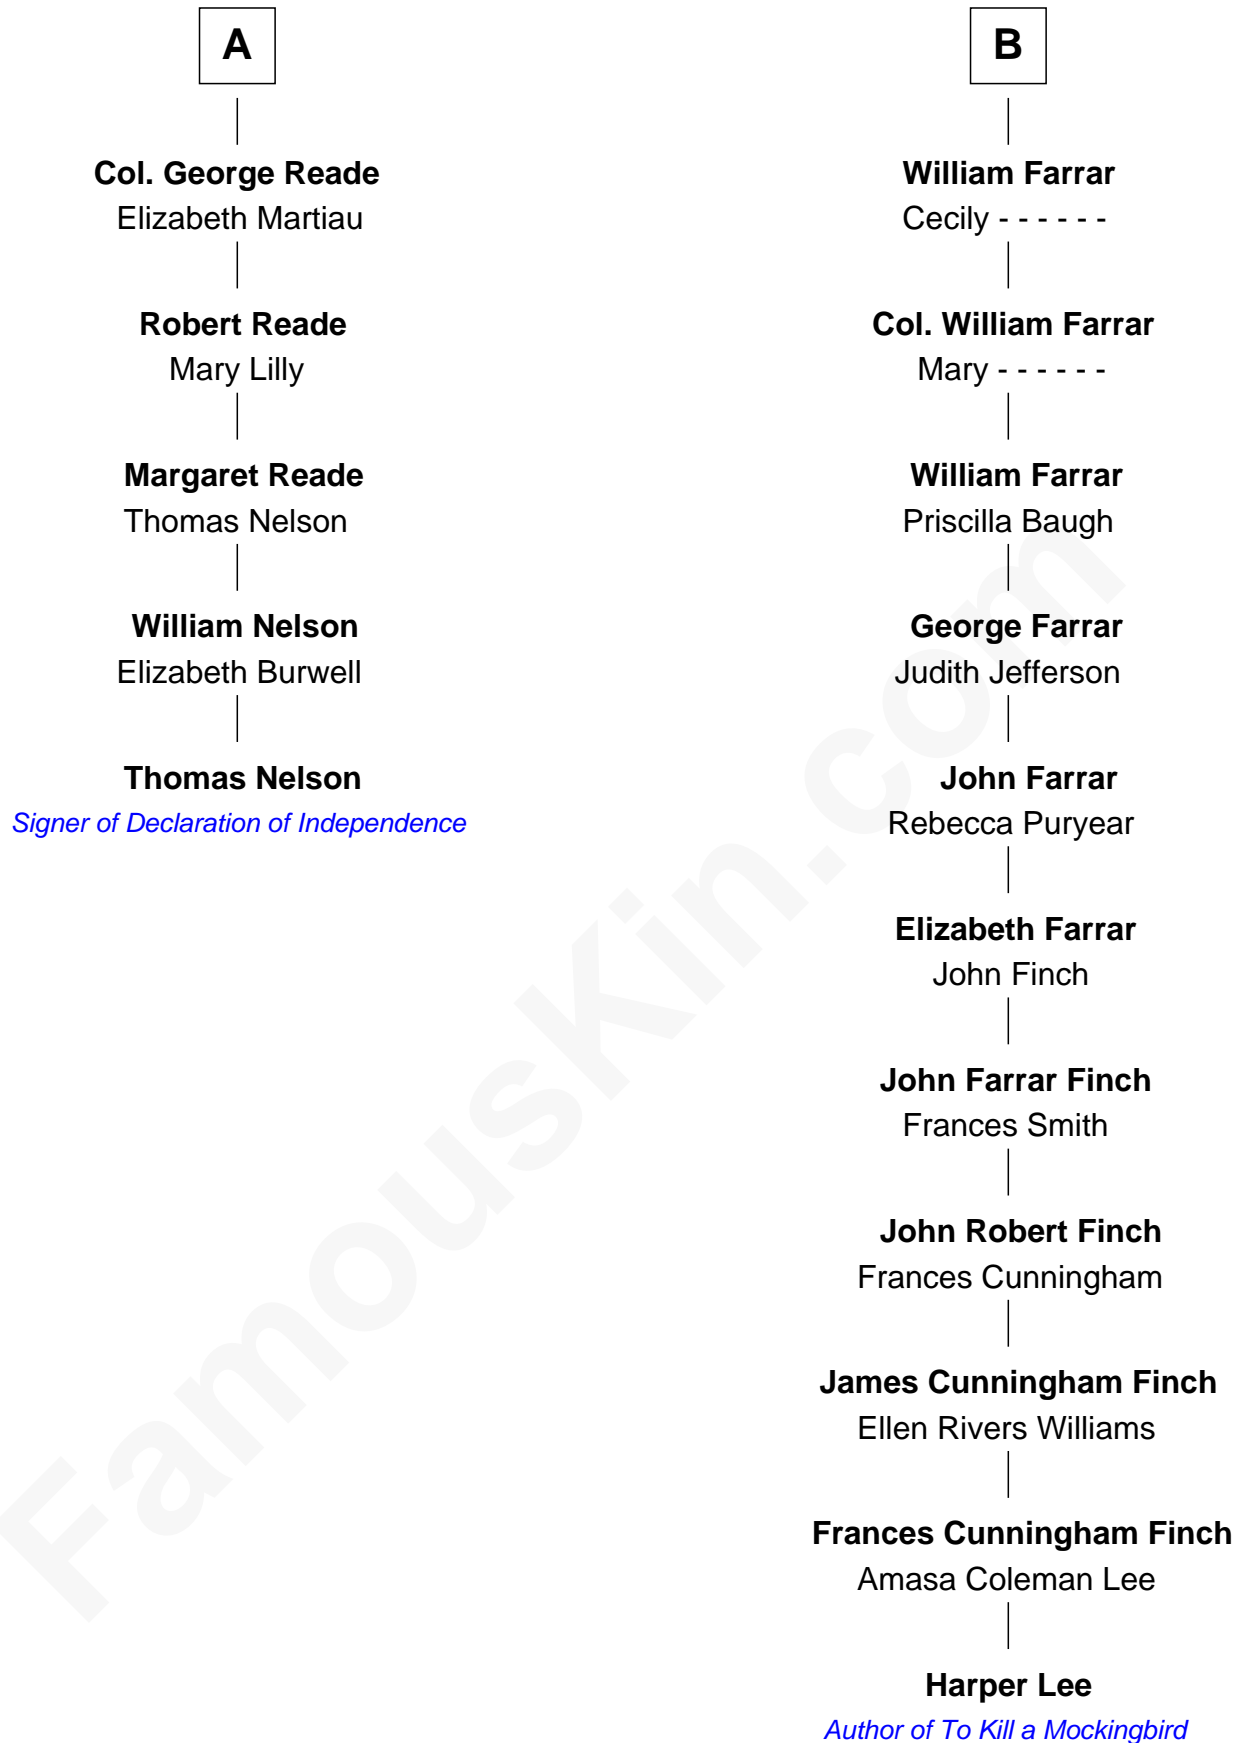 A
Col. George Reade
Elizabeth Martiau
Robert Reade
Mary Lilly
Margaret Reade
Thomas Nelson
William Nelson
Elizabeth Burwell
Thomas Nelson
Signer of Declaration of Independence
B
William Farrar
Cecily - - - - - -
Col. William Farrar
Mary - - - - - -
William Farrar
Priscilla Baugh
George Farrar
Judith Jefferson
John Farrar
Rebecca Puryear
Elizabeth Farrar
John Finch
John Farrar Finch
Frances Smith
John Robert Finch
Frances Cunningham
James Cunningham Finch
Ellen Rivers Williams
Frances Cunningham Finch
Amasa Coleman Lee
Harper Lee
Author of To Kill a Mockingbird
FamousKin.com